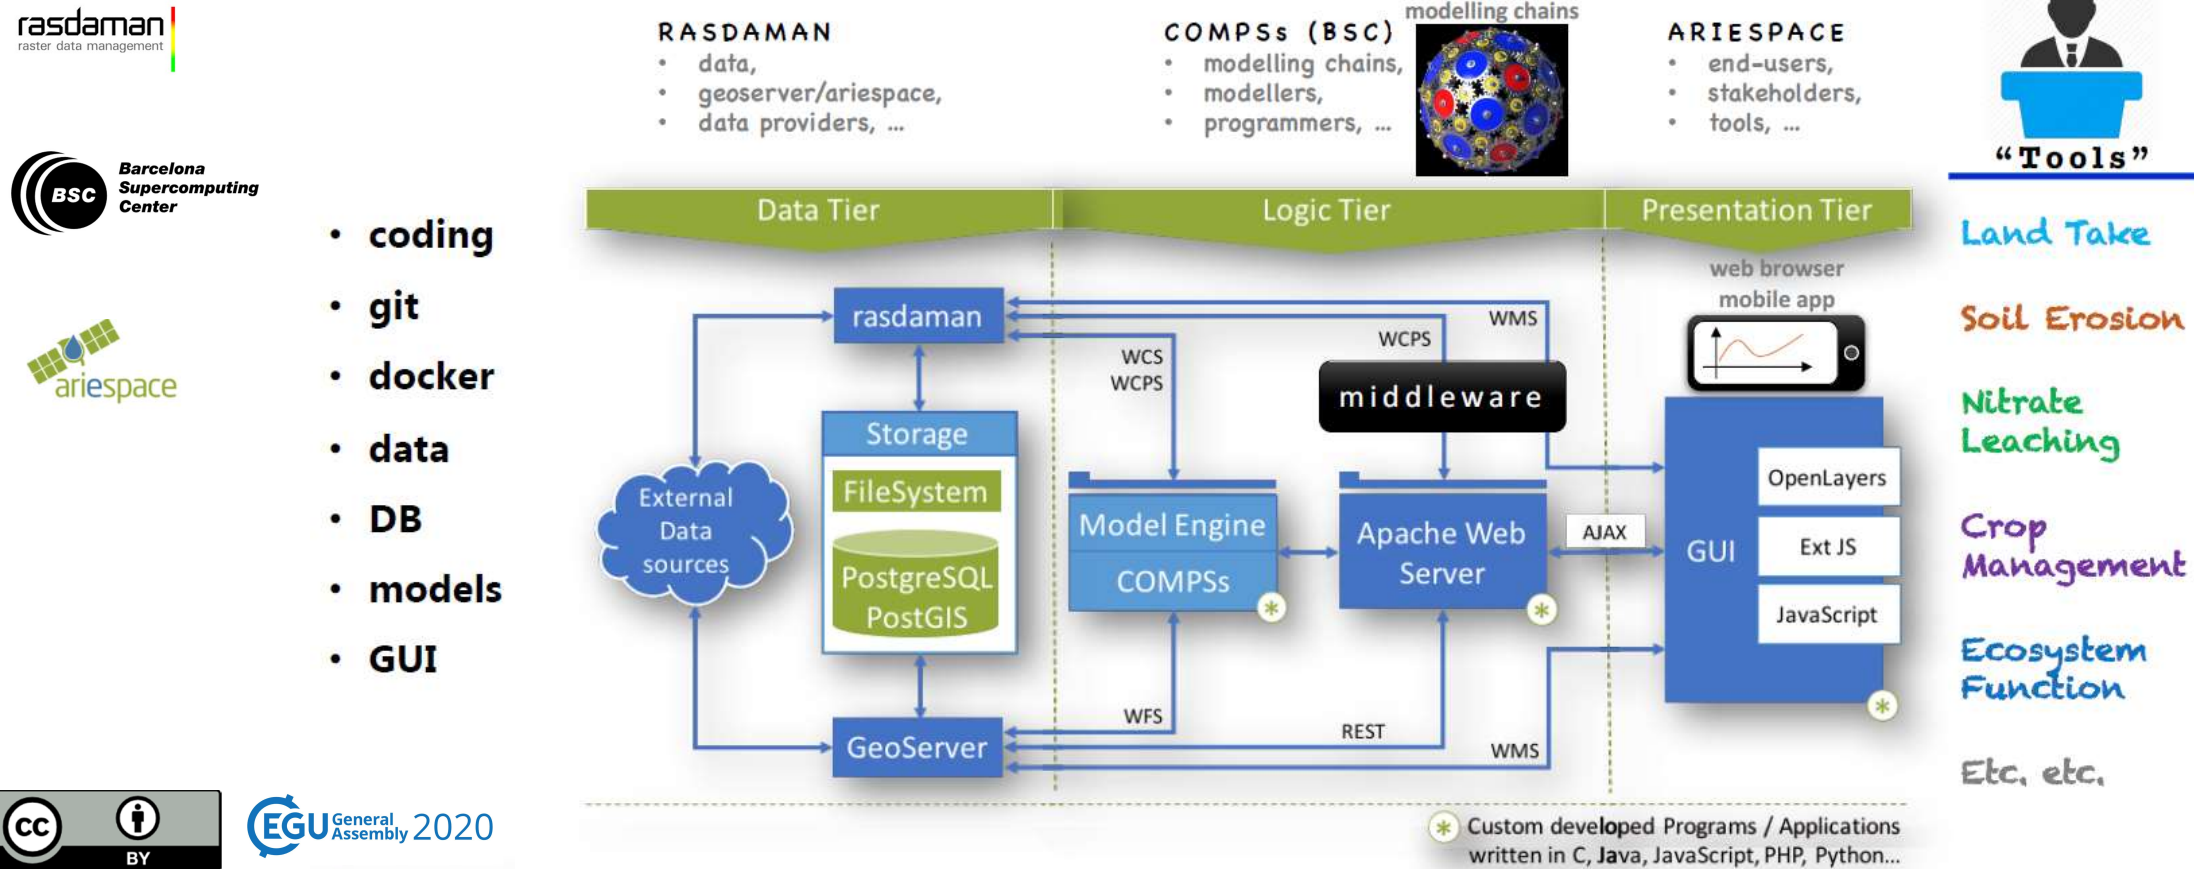 rasdaman
raster data management
Barcelona
Supercomputing
Center
BSC
ariespace
• coding
• git
• docker
• data
• DB
• models
• GUI
RASDAMAN
• data,
• geoserver/ariespace,
• data providers, ...
COMPSs (BSC)
• modelling chains,
• modellers,
• programmers, ...
modelling chains
ARIESPACE
• end-users,
• stakeholders,
• tools, ...
“Tools”
Data Tier
Logic Tier
Presentation Tier
web browser
mobile app
rasdaman
WMS
WCPS
WCS
WCPS
middleware
Storage
FileSystem
PostgreSQL
PostGIS
External
Data
sources
Model Engine
COMPSs
*
Apache Web
Server
*
AJAX
GUI
OpenLayers
Ext JS
JavaScript
*
GeoServer
WFS
REST
WMS
Land Take
Soil Erosion
Nitrate
Leaching
Crop
Management
Ecosystem
Function
Etc. etc.
* Custom developed Programs / Applications
written in C, Java, JavaScript, PHP, Python...
cc
BY
EGU General
Assembly 2020